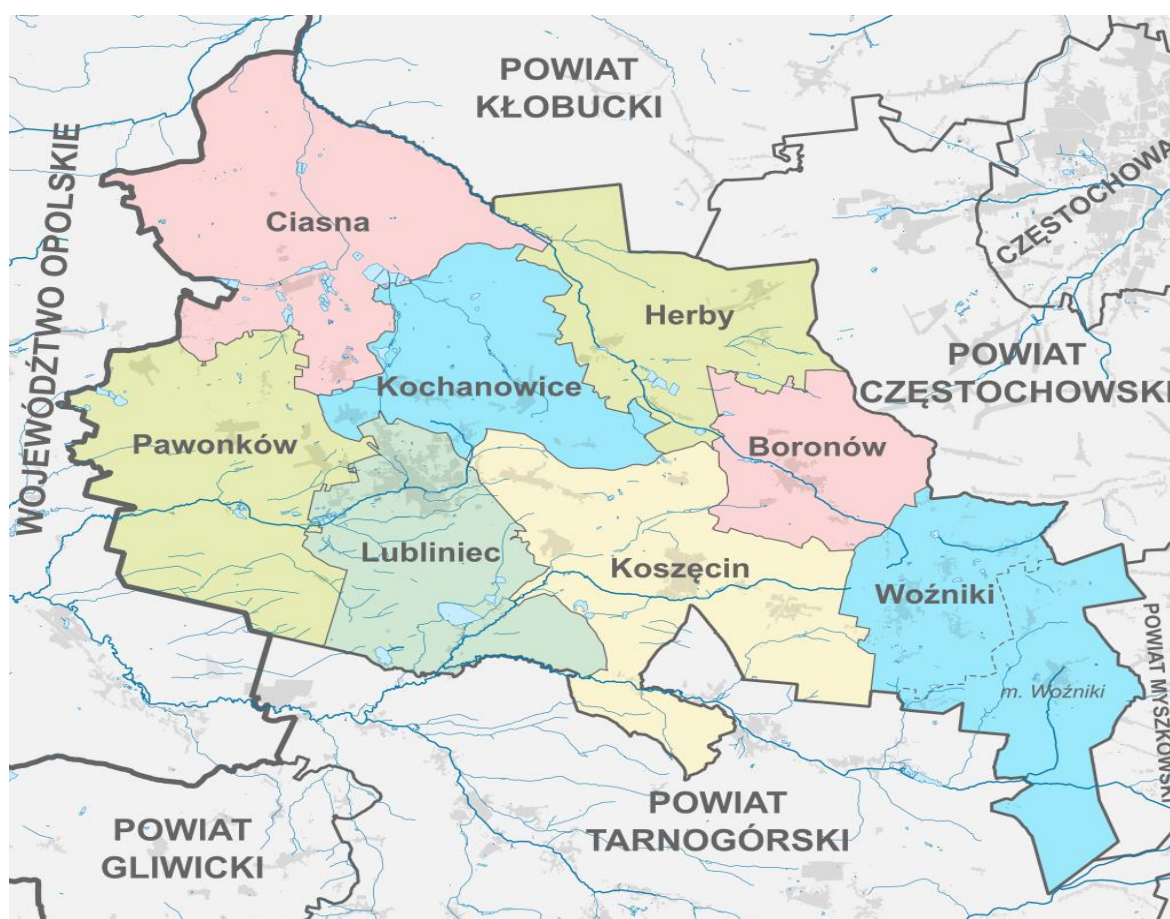 POWIAT
KŁOBUCKI
WOJEWÓDZTWO OPOLSKIE
CZĘSTOCHOWA
Ciasna
Herby
POWIAT
CZĘSTOCHOWSKI
Kochanowice
Pawonków
Boronów
Lubliniec
Koszęcin
Woźniki
m. Woźniki
POWIAT MYSZKOWSKI
POWIAT
TARNOGÓRSKI
POWIAT
GLIWICKI